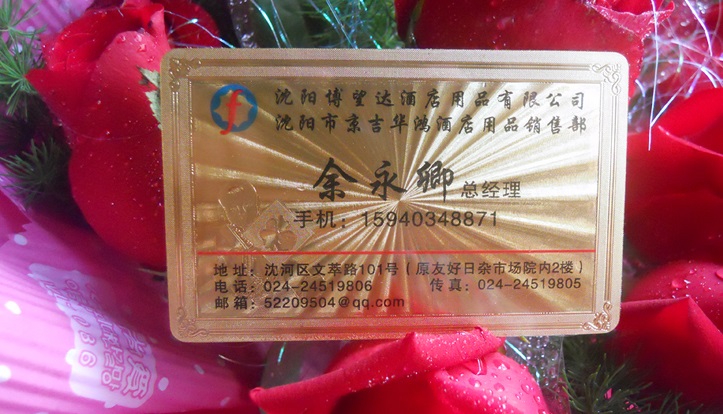 沈阳博望达酒店用品有限公司
沈阳市京吉华鸿酒店用品销售部
余永卿 总经理
手机：15940348871
地址：沈河区文萃路101号（原友好日杂市场院内2楼）
电话：024-24519806 传真：024-24519805
邮箱：52209504@qq.com